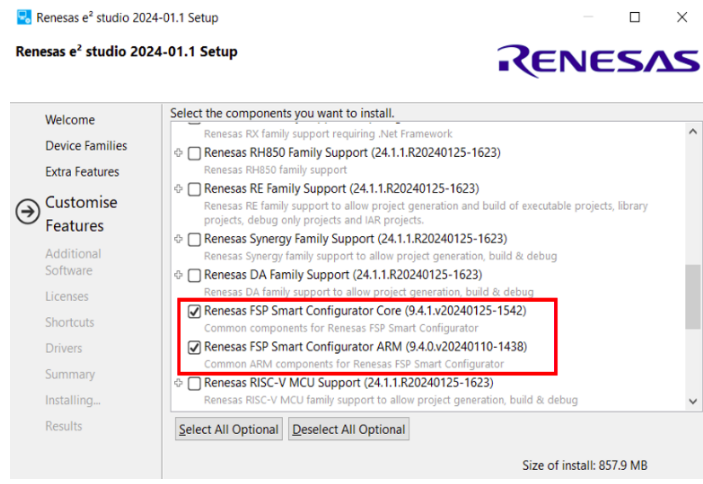 Renesas e² studio 2024-01.1 Setup
Renesas e² studio 2024-01.1 Setup
RENESAS
Welcome
Device Families
Extra Features
Customise
Features
Additional
Software
Licenses
Shortcuts
Drivers
Summary
Installing...
Results
Select the components you want to install.
Renesas RX family support requiring .Net Framework
Renesas RH850 Family Support (24.1.1.R20240125-1623)
Renesas RH850 family support
Renesas RE Family Support (24.1.1.R20240125-1623)
Renesas RE family support to allow project generation and build of executable projects, library
projects, debug only projects and IAR projects.
Renesas Synergy Family Support (24.1.1.R20240125-1623)
Renesas Synergy family support to allow project generation, build & debug
Renesas DA Family Support (24.1.1.R20240125-1623)
Renesas DA family support to allow project generation, build & debug
Renesas FSP Smart Configurator Core (9.4.1.v20240125-1542)
Common components for Renesas FSP Smart Configurator
Renesas FSP Smart Configurator ARM (9.4.0.v20240110-1438)
Common ARM components for Renesas FSP Smart Configurator
Renesas RISC-V MCU Support (24.1.1.R20240125-1623)
Renesas RISC-V MCU family support to allow project generation, build & debug
Select All Optional
Deselect All Optional
Size of install: 857.9 MB